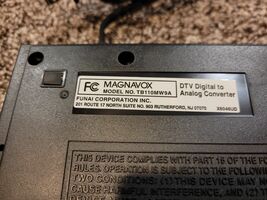 FC MAGNAVOX
MODEL NO. TB110MW9A
FUNAI CORPORATION INC.
201 ROUTE 17 NORTH SUITE NO. 903 RUTHERFORD, NJ 07070
DTV Digital to
Analog Converter
THIS DEVICE COMPLIES WITH PART 15 OF THE
RULES. OPERATION IS SUBJECT TO THE FOLLOWING
TWO CONDITIONS: (1) THIS DEVICE MAY NOT
CAUSE HARMFUL INTERFERENCE, AND (2) T